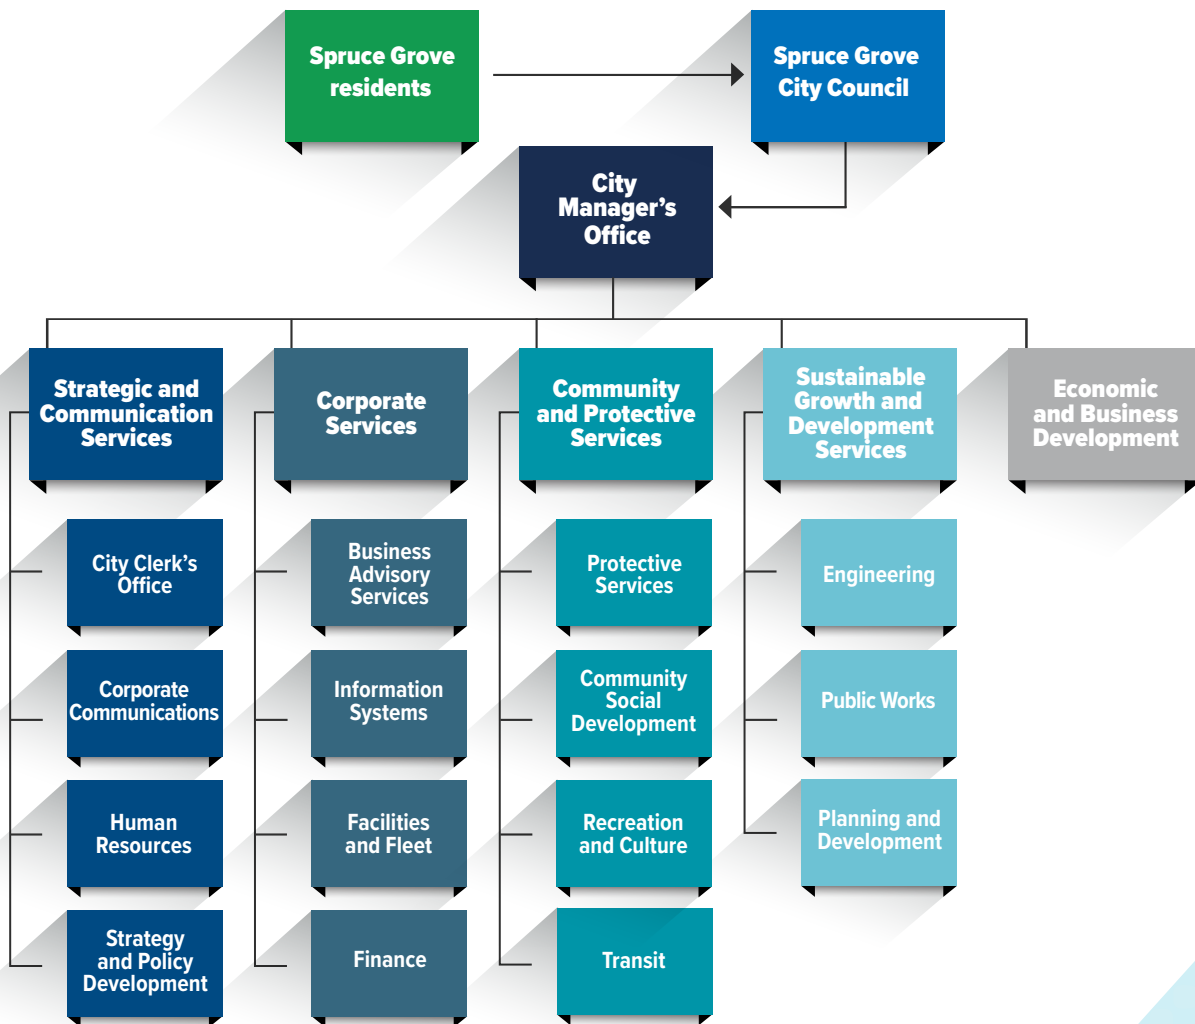 Spruce Grove
residents
Spruce Grove
City Council
City
Manager’s
Office
Strategic and
Communication
Services
Corporate
Services
Community
and Protective
Services
Sustainable
Growth and
Development
Services
Economic
and Business
Development
City Clerk’s
Office
Corporate
Communications
Human
Resources
Strategy
and Policy
Development
Business
Advisory
Services
Information
Systems
Facilities
and Fleet
Finance
Protective
Services
Community
Social
Development
Recreation
and Culture
Transit
Engineering
Public Works
Planning and
Development